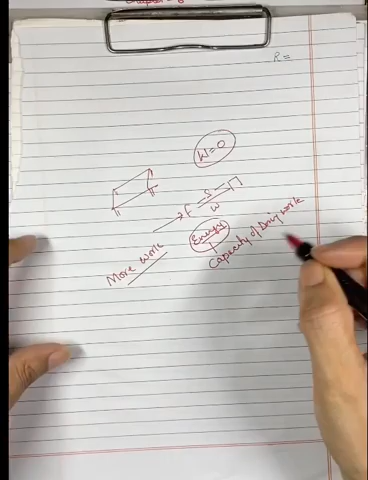 R =
W = 0
F
S
W
Energy
Capacity of Doing work
More work